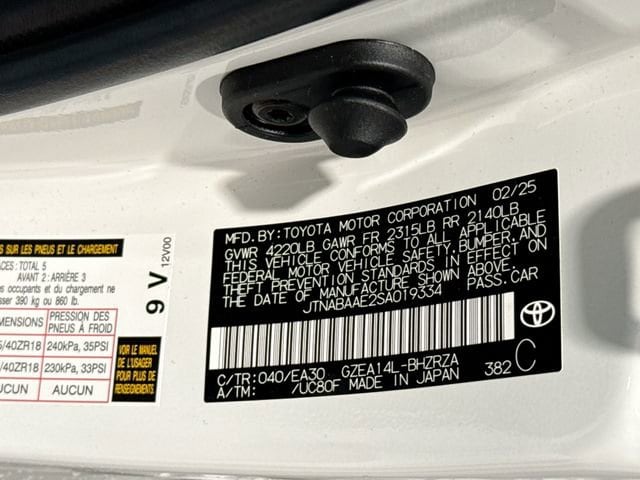 MFD.BY:TOYOTA MOTOR CORPORATION 02/25
GVWR 4220LB GAWR FR 2315LB RR 2140LB
THIS VEHICLE CONFORMS TO ALL APPLICABLE
FEDERAL MOTOR VEHICLE SAFETY,BUMPER,AND
THEFT PREVENTION STANDARDS IN EFFECT ON
THE DATE OF MANUFACTURE SHOWN ABOVE.
JTNABAAE2SA019334 PASS.CAR
C/TR:040/EA30 GZEA14L-BHZRZA
A/TM: /UC80F MADE IN JAPAN 382 C
S SUR LES PNEUS ET LE CHARGEMENT
ACES: TOTAL 5
AVANT 2: ARRIÈRE 3
es occupants et du chargement ne
sser 390 kg ou 860 lb.
MENSIONS PRESSION DES
PNEUS À FROID
5/40ZR18 240kPa, 35PSI
/40ZR18 230kPa, 33PSI
UCUN AUCUN
VOIR LE MANUEL
DE L'USAGER
POUR PLUS
9 V 12V00